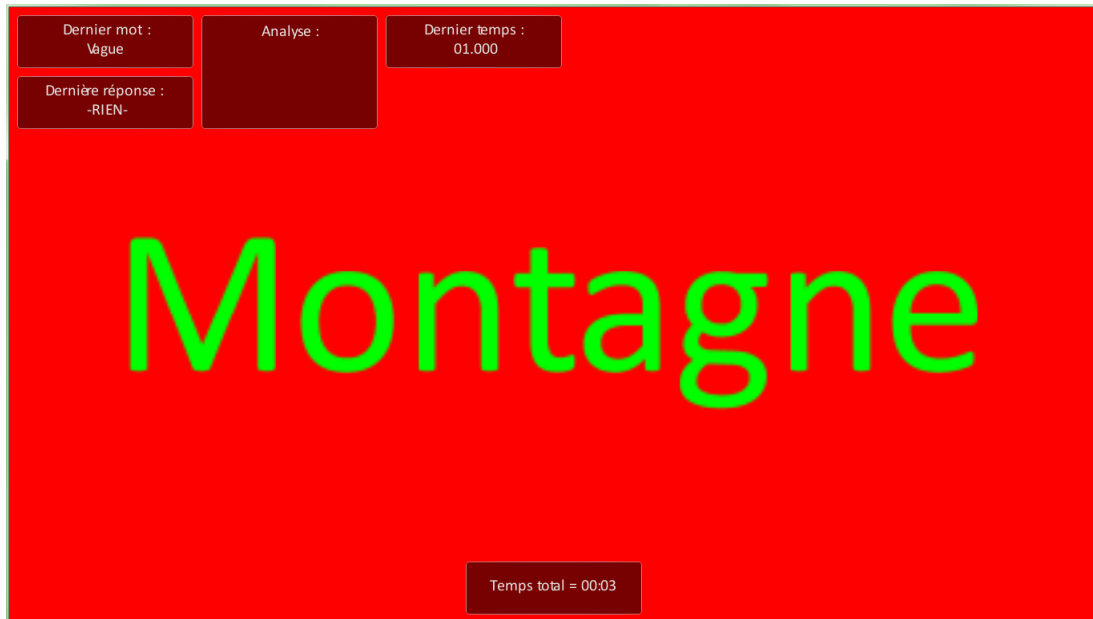 Dernier mot :
Vague
Analyse :
Dernier temps :
01.000
Dernière réponse :
-RIEN-
Montagne
Temps total = 00:03